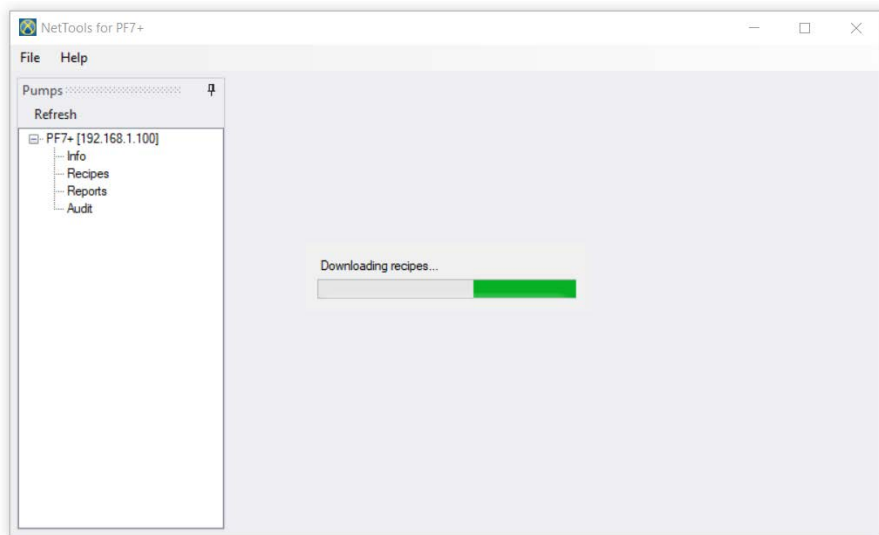 NetTools for PF7+
File Help
Pumps
Refresh
PF7+ [192.168.1.100]
Info
Recipes
Reports
Audit
Downloading recipes...